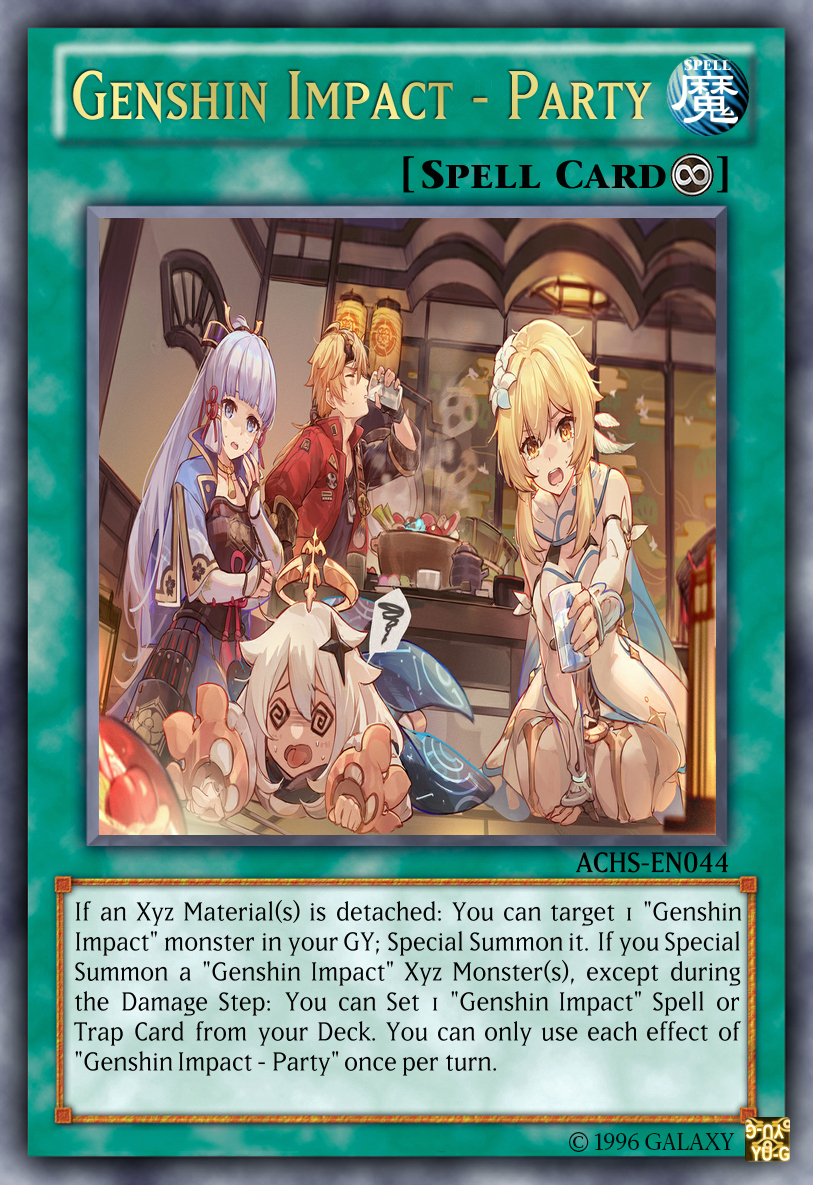 Genshin Impact - Party
SPELL
魔
[Spell Card∞]
ACHS-EN044
If an Xyz Material(s) is detached: You can target 1 "Genshin
Impact" monster in your GY; Special Summon it. If you Special
Summon a "Genshin Impact" Xyz Monster(s), except during
the Damage Step: You can Set 1 "Genshin Impact" Spell or
Trap Card from your Deck. You can only use each effect of
"Genshin Impact - Party" once per turn.
© 1996 GALAXY